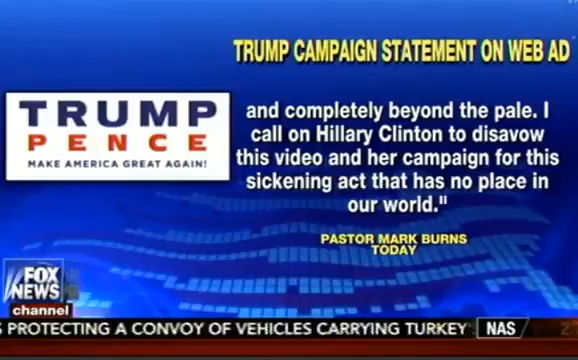 TRUMP CAMPAIGN STATEMENT ON WEB AD
TRUMP
PENCE
MAKE AMERICA GREAT AGAIN!
and completely beyond the pale. I
call on Hillary Clinton to disavow
this video and her campaign for this
sickening act that has no place in
our world."
PASTOR MARK BURNS
TODAY
FOX
NEWS
channel
PROTECTING A CONVOY OF VEHICLES CARRYING TURKEY NAS